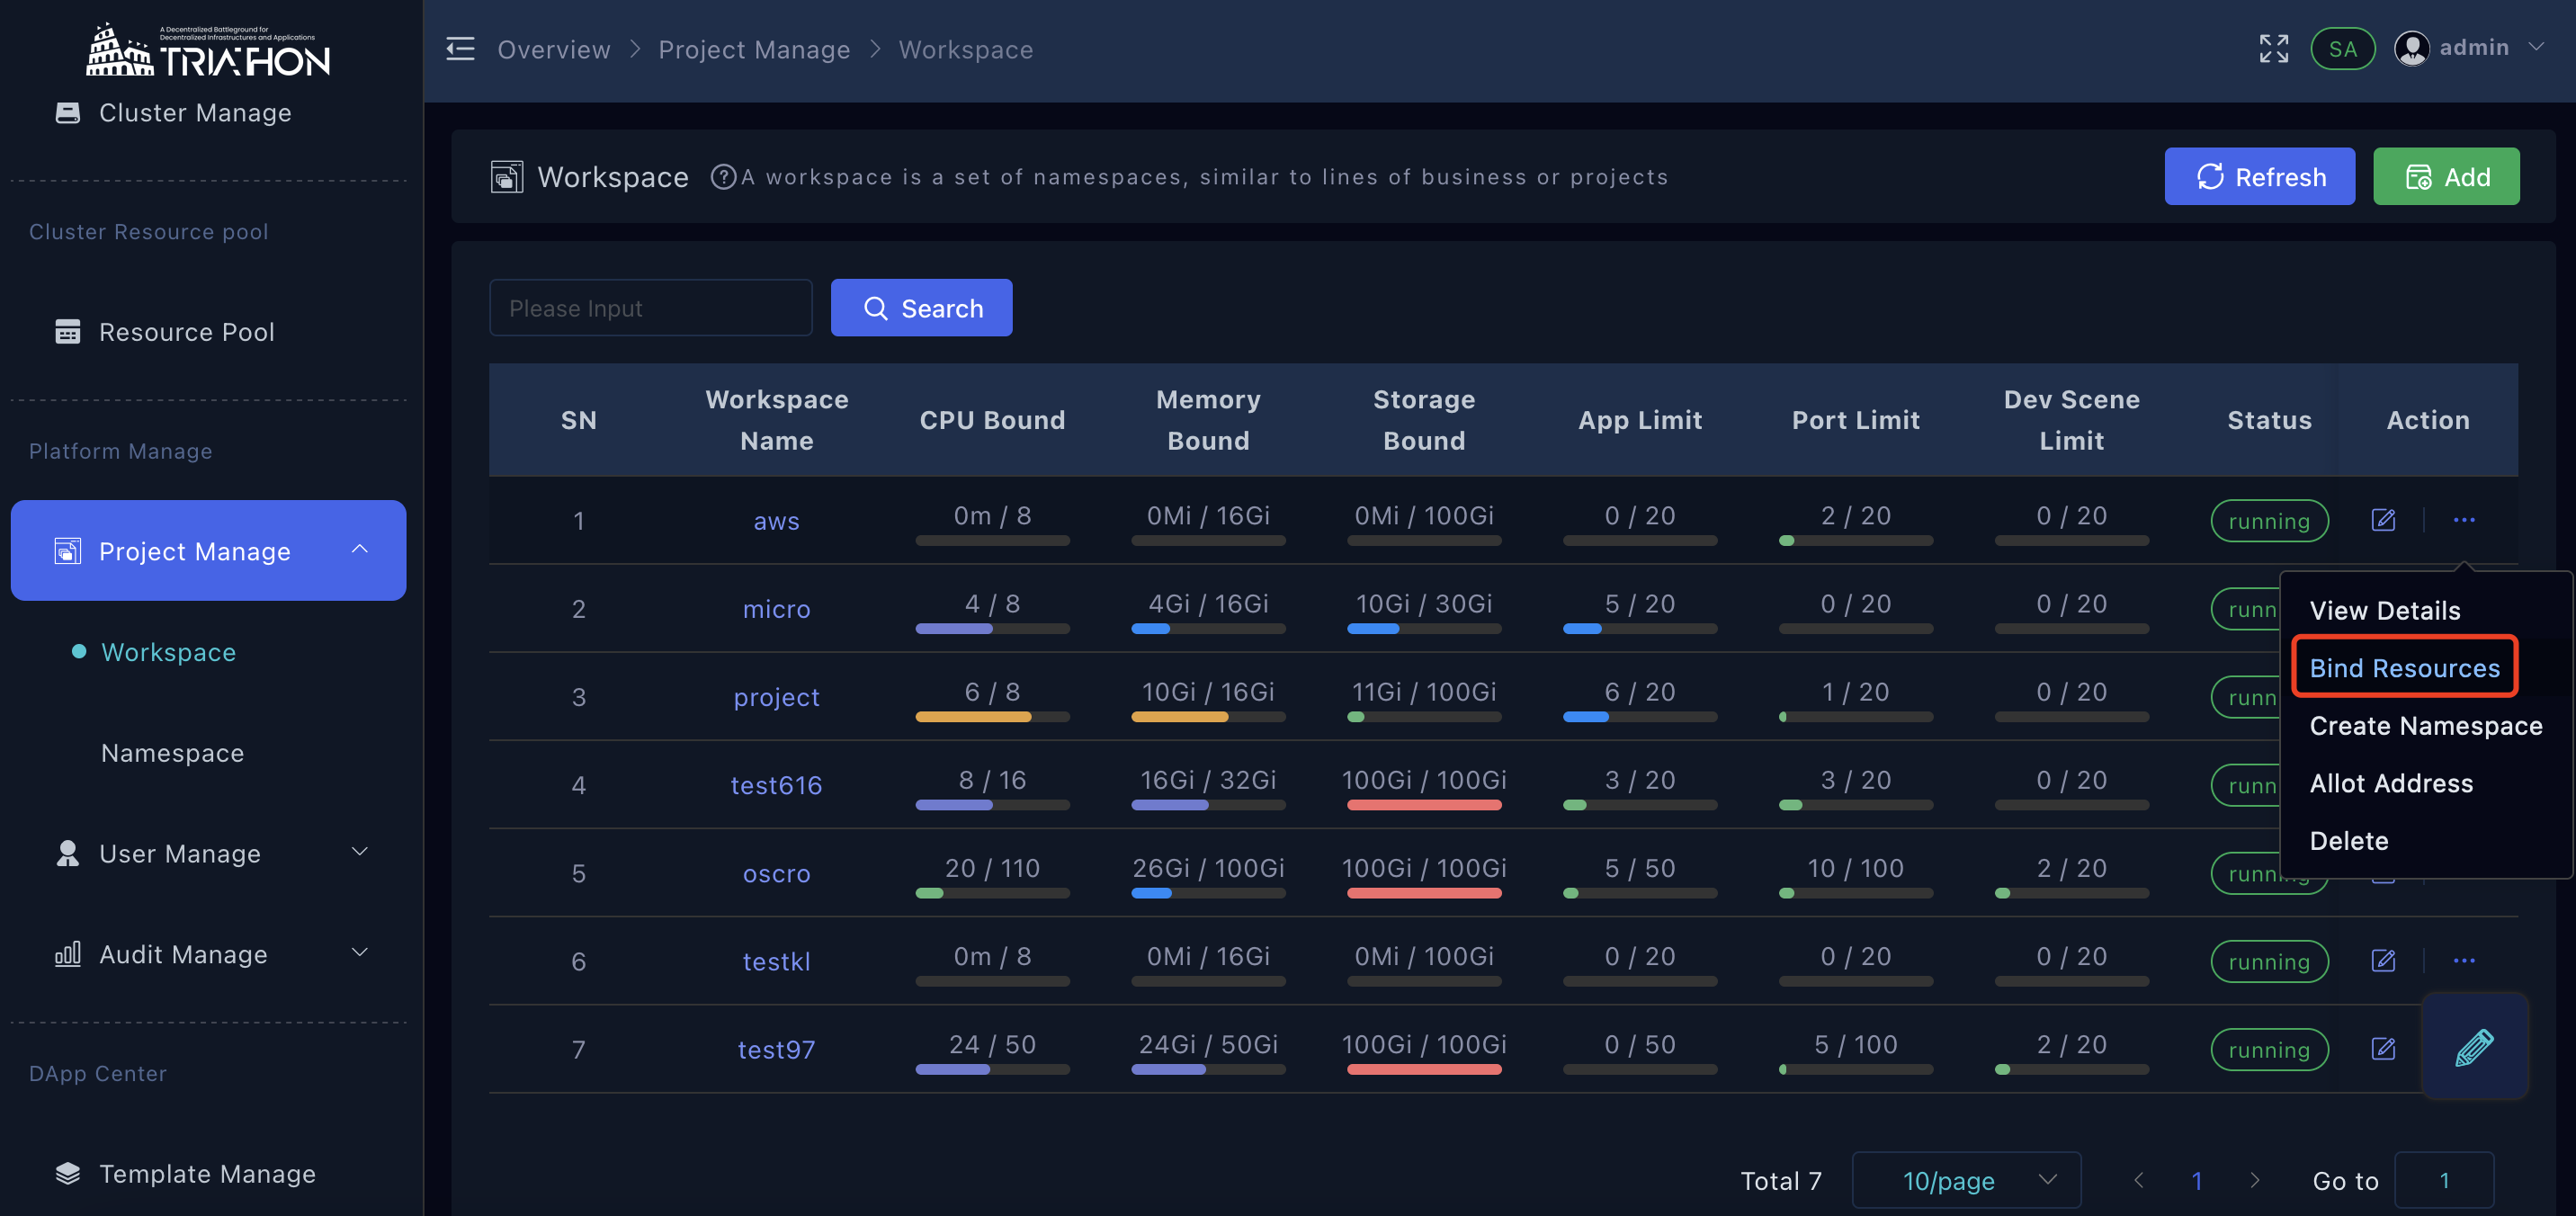 A Decentralized Battleground for
Decentralized Infrastructures and Applications
TRIATHON
Cluster Manage
Cluster Resource pool
Resource Pool
Platform Manage
Project Manage
Workspace
Namespace
User Manage
Audit Manage
DApp Center
Template Manage
Overview > Project Manage > Workspace
SA admin
Workspace ? A workspace is a set of namespaces, similar to lines of business or projects
Refresh Add
Please Input Search
SN Workspace Name CPU Bound Memory Bound Storage Bound App Limit Port Limit Dev Scene Limit Status Action
1 aws 0m / 8 0Mi / 16Gi 0Mi / 100Gi 0 / 20 2 / 20 0 / 20 running
2 micro 4 / 8 4Gi / 16Gi 10Gi / 30Gi 5 / 20 0 / 20 0 / 20 runn
3 project 6 / 8 10Gi / 16Gi 11Gi / 100Gi 6 / 20 1 / 20 0 / 20 runn
4 test616 8 / 16 16Gi / 32Gi 100Gi / 100Gi 3 / 20 3 / 20 0 / 20 runn
5 oscro 20 / 110 26Gi / 100Gi 100Gi / 100Gi 5 / 50 10 / 100 2 / 20 running
6 testkl 0m / 8 0Mi / 16Gi 0Mi / 100Gi 0 / 20 0 / 20 0 / 20 running
7 test97 24 / 50 24Gi / 50Gi 100Gi / 100Gi 0 / 50 5 / 100 2 / 20 running
View Details
Bind Resources
Create Namespace
Allot Address
Delete
Total 7 10/page < 1 > Go to 1